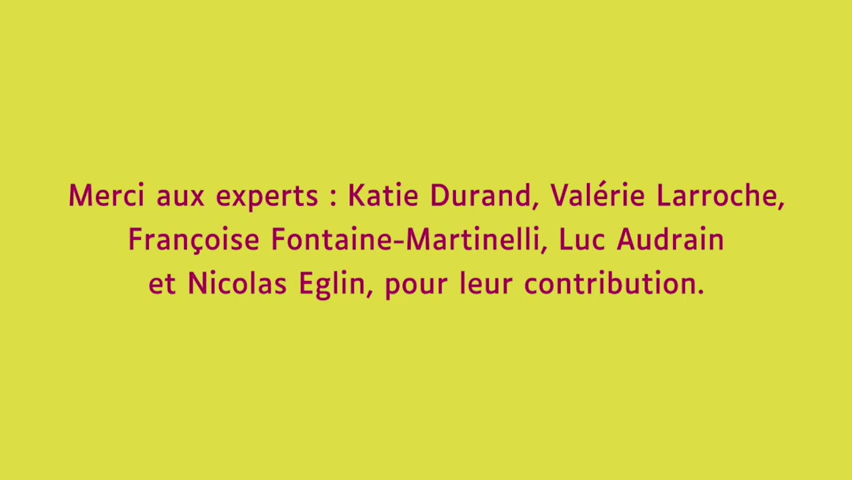 Merci aux experts : Katie Durand, Valérie Larroche,
Françoise Fontaine-Martinelli, Luc Audrain
et Nicolas Eglin, pour leur contribution.